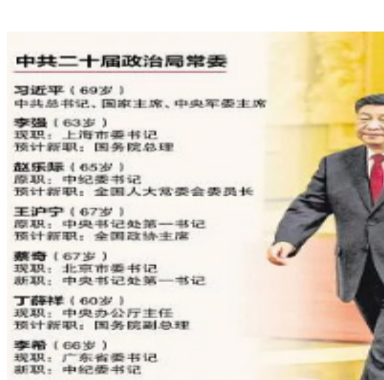 中共二十届政治局常委
习近平（69岁）
中共总书记、国家主席、中央军委主席
李强（63岁）
现职：上海市委书记
预计新职：国务院总理
赵乐际（65岁）
原职：中纪委书记
预计新职：全国人大常委会委员长
王沪宁（67岁）
原职：中央书记处第一书记
预计新职：全国政协主席
蔡奇（67岁）
现职：北京市委书记
新职：中央书记处第一书记
丁薛祥（60岁）
现职：中央办公厅主任
预计新职：国务院副总理
李希（66岁）
现职：广东省委书记
新职：中纪委书记